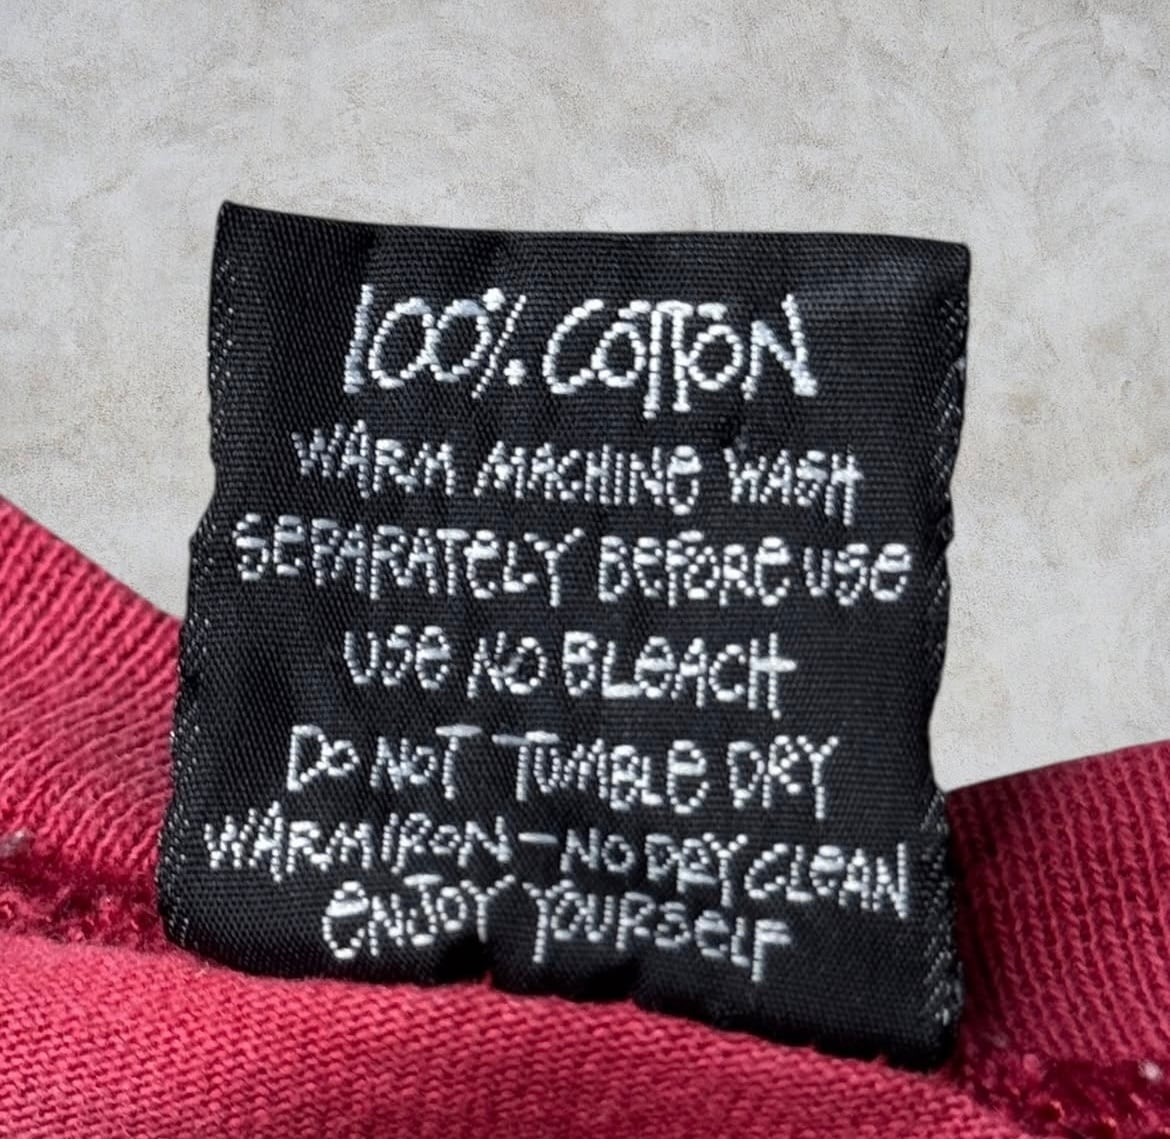 100% COTTON
WARM MACHINE WASH
SEPARATELY BEFORE USE
USE NO BLEACH
DO NOT TUMBLE DRY
WARM IRON - NO DRY CLEAN
ENJOY YOURSELF